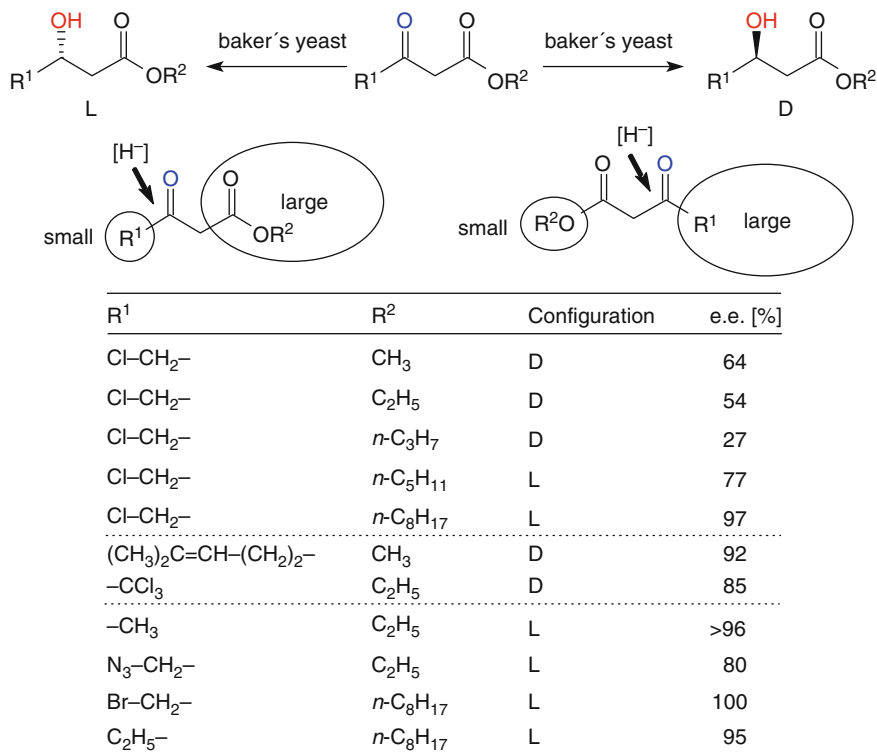 OH O O O OH O
baker´s yeast baker´s yeast
R¹ OR² R¹ OR² R¹ OR²
L D
[H⁻] [H⁻]
O O O O
large large
small R¹ OR² small R²O R¹
R¹ R² Configuration e.e. [%]
Cl–CH₂– CH₃ D 64
Cl–CH₂– C₂H₅ D 54
Cl–CH₂– n-C₃H₇ D 27
Cl–CH₂– n-C₅H₁₁ L 77
Cl–CH₂– n-C₈H₁₇ L 97
(CH₃)₂C=CH–(CH₂)₂– CH₃ D 92
–CCl₃ C₂H₅ D 85
–CH₃ C₂H₅ L >96
N₃–CH₂– C₂H₅ L 80
Br–CH₂– n-C₈H₁₇ L 100
C₂H₅– n-C₈H₁₇ L 95